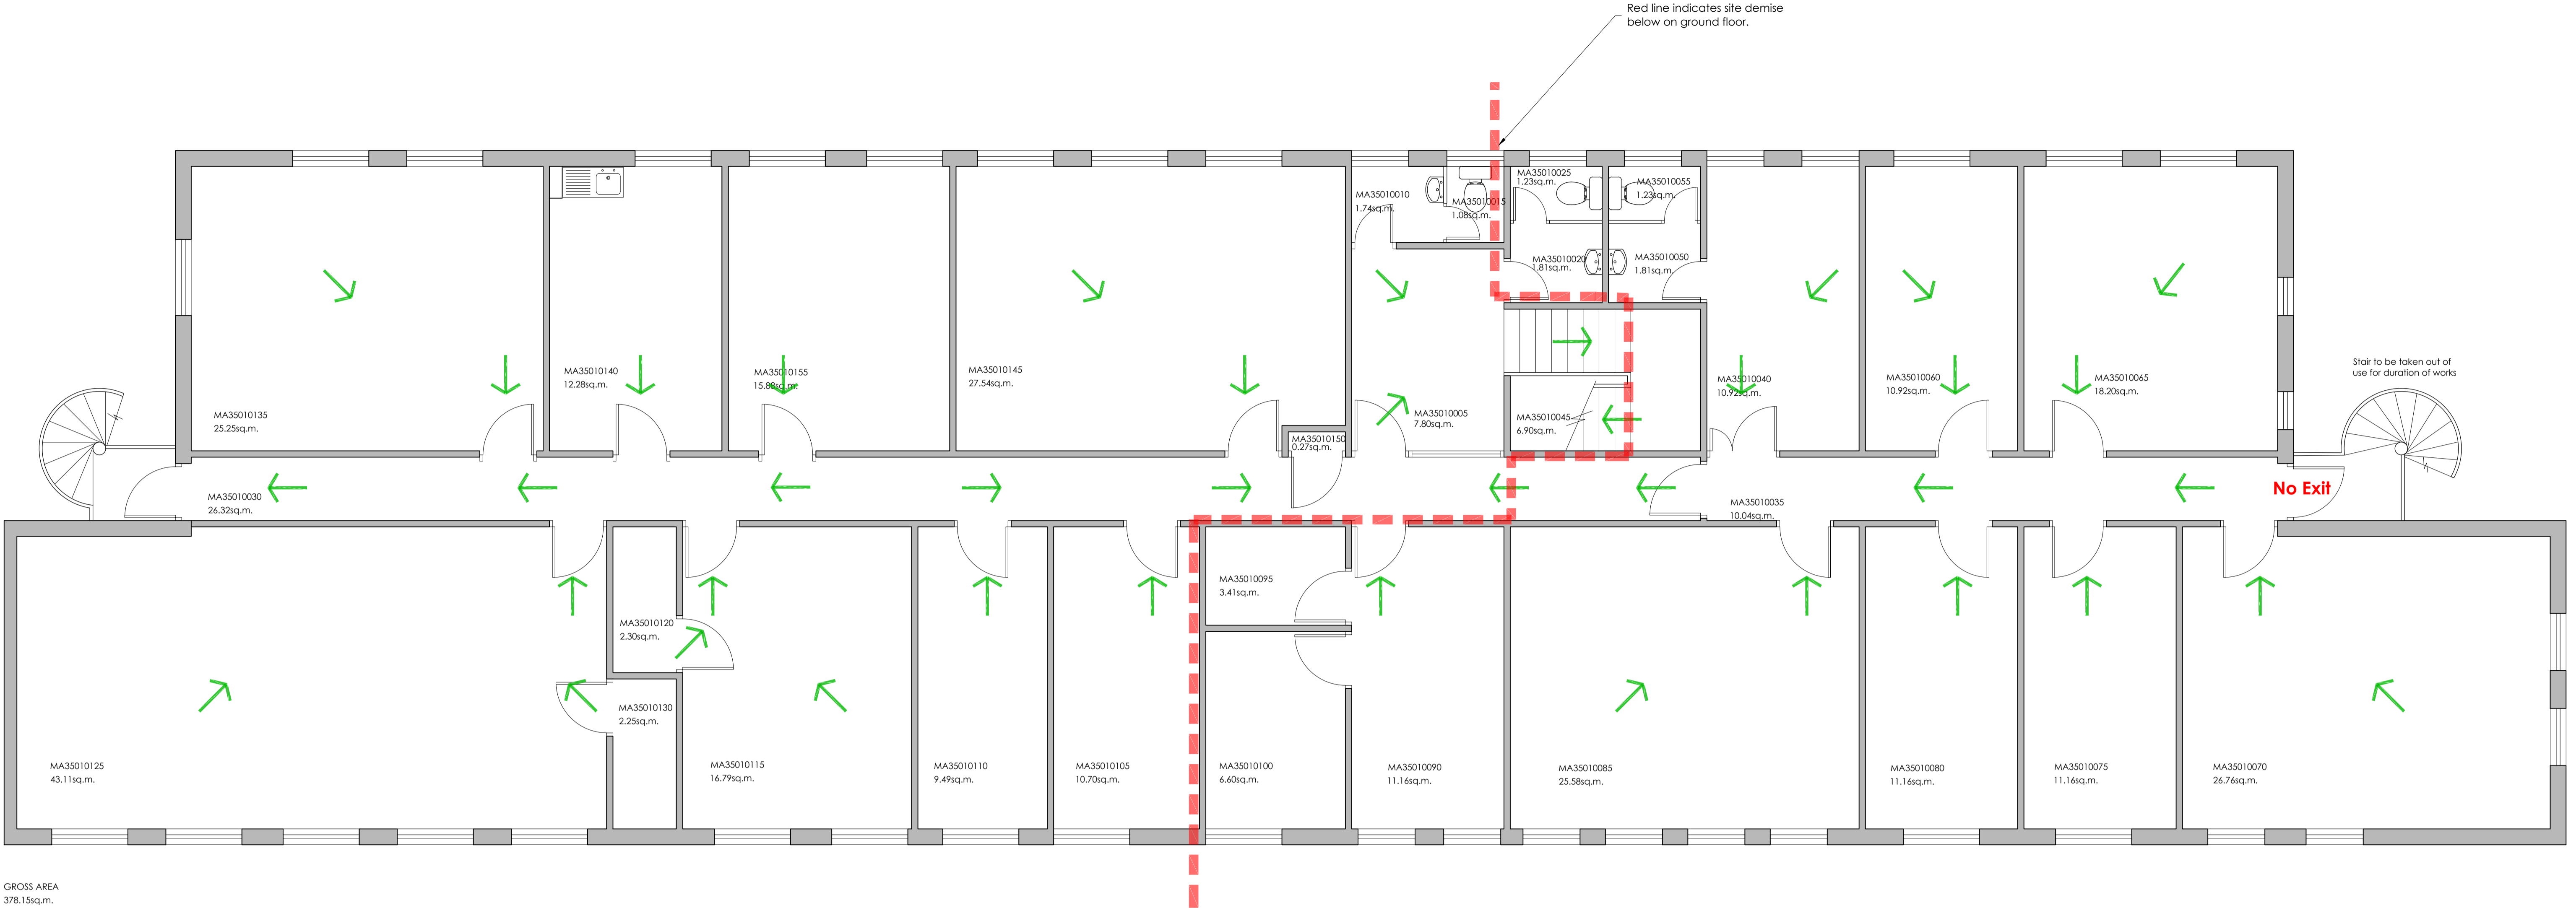 Red line indicates site demise
below on ground floor.
MA35010025
1.23sq.m.
MA35010055
1.23sq.m.
MA35010010
1.74sq.m.
MA35010015
1.08sq.m.
MA35010020
1.81sq.m.
MA35010050
1.81sq.m.
MA35010140
12.28sq.m.
MA35010155
15.88sq.m.
MA35010145
27.54sq.m.
MA35010040
10.92sq.m.
MA35010060
10.92sq.m.
MA35010065
18.20sq.m.
Stair to be taken out of
use for duration of works
MA35010135
25.25sq.m.
MA35010005
7.80sq.m.
MA35010045
6.90sq.m.
MA35010150
0.27sq.m.
MA35010030
26.32sq.m.
MA35010035
10.04sq.m.
No Exit
MA35010095
3.41sq.m.
MA35010120
2.30sq.m.
MA35010130
2.25sq.m.
MA35010125
43.11sq.m.
MA35010115
16.79sq.m.
MA35010110
9.49sq.m.
MA35010105
10.70sq.m.
MA35010100
6.60sq.m.
MA35010090
11.16sq.m.
MA35010085
25.58sq.m.
MA35010080
11.16sq.m.
MA35010075
11.16sq.m.
MA35010070
26.76sq.m.
GROSS AREA
378.15sq.m.